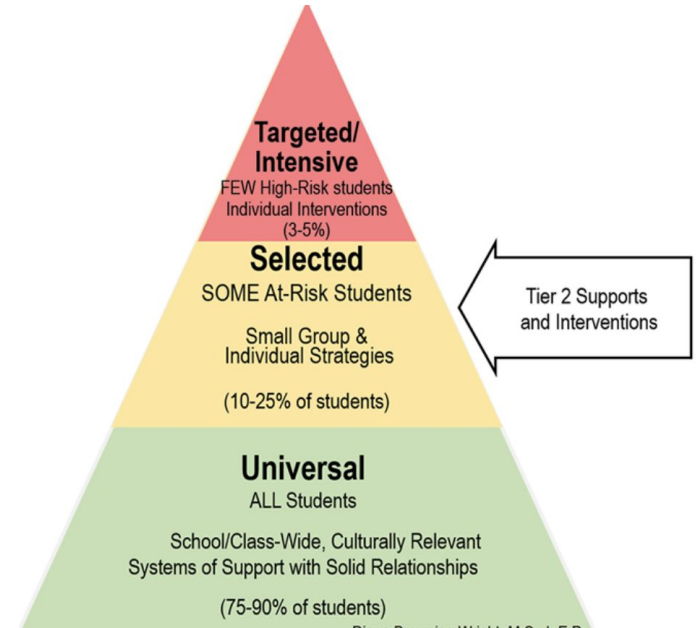 Targeted/
Intensive
FEW High-Risk students
Individual Interventions
(3-5%)
Selected
SOME At-Risk Students
Small Group &
Individual Strategies
(10-25% of students)
Tier 2 Supports
and Interventions
Universal
ALL Students
School/Class-Wide, Culturally Relevant
Systems of Support with Solid Relationships
(75-90% of students)